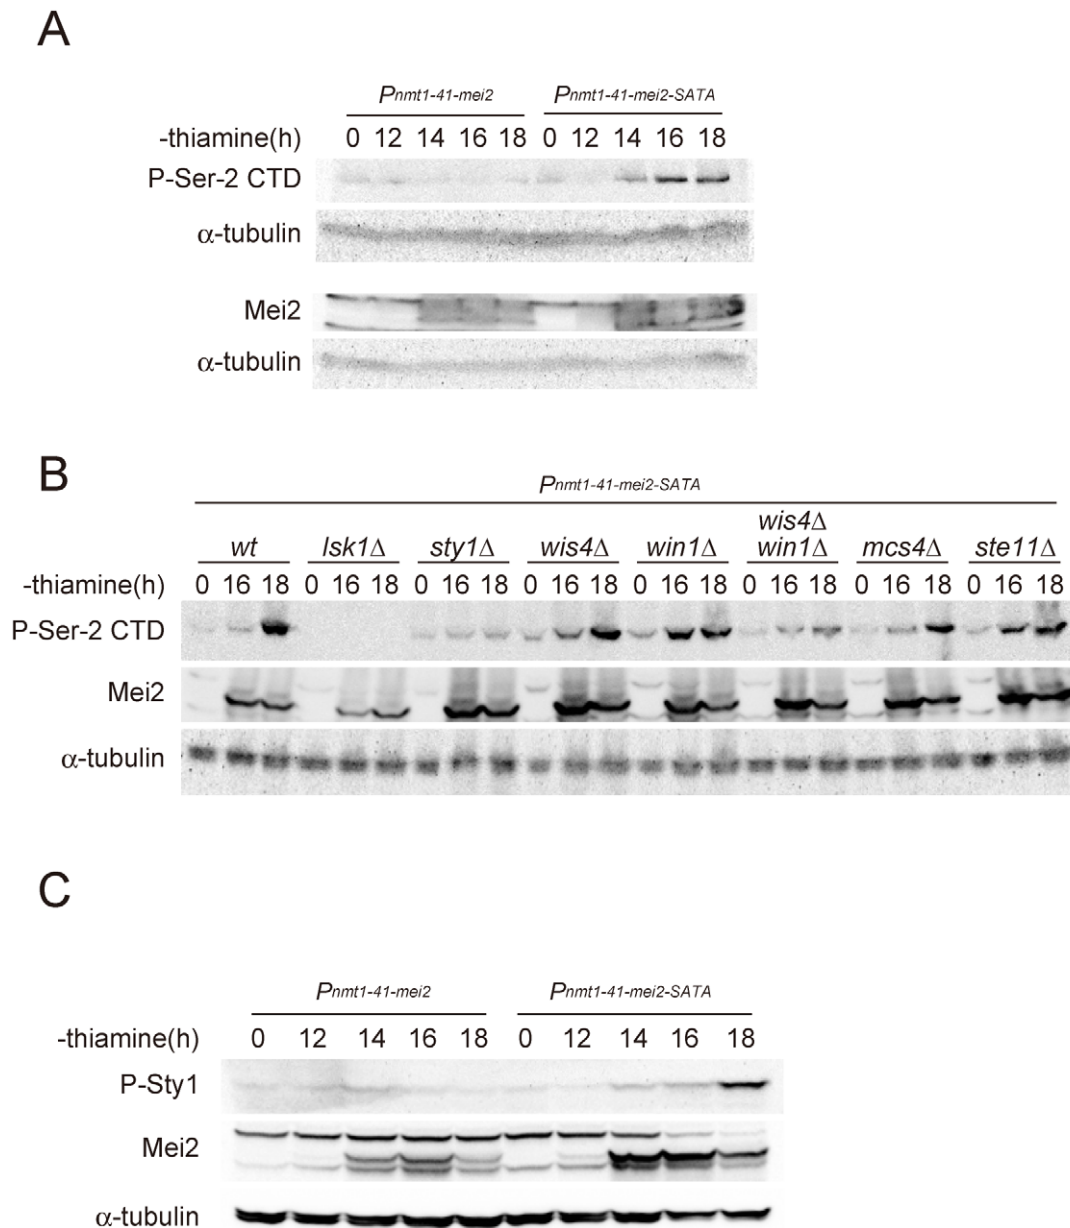 A
Pnmt1-41-mei2 Pnmt1-41-mei2-SATA
-thiamine(h) 0 12 14 16 18 0 12 14 16 18
P-Ser-2 CTD
α-tubulin
Mei2
α-tubulin
B
Pnmt1-41-mei2-SATA
wis4Δ
wt lsk1Δ sty1Δ wis4Δ win1Δ win1Δ mcs4Δ ste11Δ
-thiamine(h) 0 16 18 0 16 18 0 16 18 0 16 18 0 16 18 0 16 18 0 16 18 0 16 18
P-Ser-2 CTD
Mei2
α-tubulin
C
Pnmt1-41-mei2 Pnmt1-41-mei2-SATA
-thiamine(h) 0 12 14 16 18 0 12 14 16 18
P-Sty1
Mei2
α-tubulin